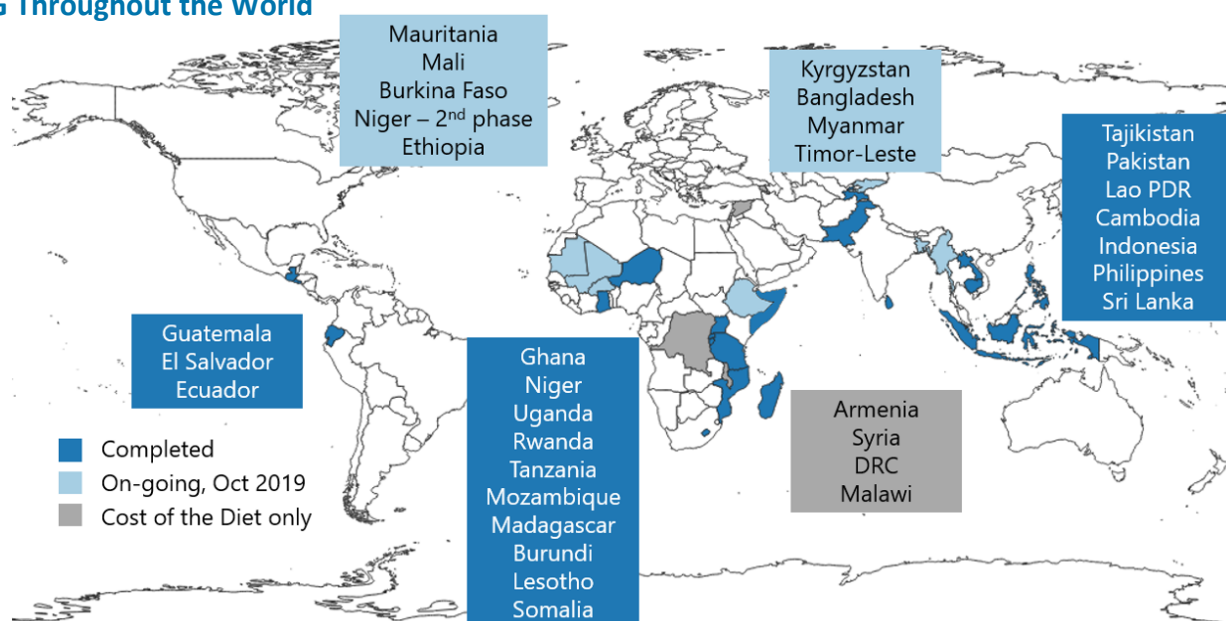 G Throughout the World
Mauritania
Mali
Burkina Faso
Niger – 2nd phase
Ethiopia
Kyrgyzstan
Bangladesh
Myanmar
Timor-Leste
Tajikistan
Pakistan
Lao PDR
Cambodia
Indonesia
Philippines
Sri Lanka
Guatemala
El Salvador
Ecuador
Ghana
Niger
Uganda
Rwanda
Tanzania
Mozambique
Madagascar
Burundi
Lesotho
Somalia
Armenia
Syria
DRC
Malawi
Completed
On-going, Oct 2019
Cost of the Diet only